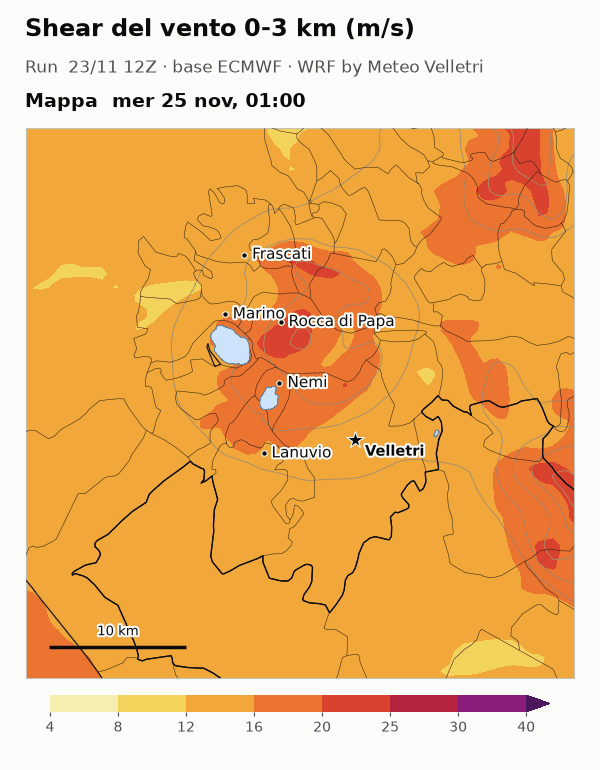 Shear del vento 0-3 km (m/s)
Run  23/11 12Z · base ECMWF · WRF by Meteo Velletri
Mappa  mer 25 nov, 01:00
Frascati
Marino
Rocca di Papa
Nemi
Velletri
Lanuvio
10 km
4 8 12 16 20 25 30 40